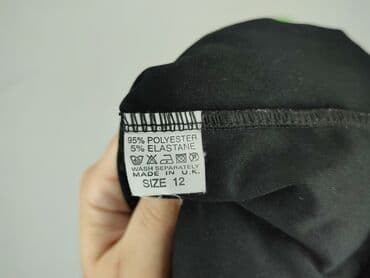 95% POLYESTER
5% ELASTANE
WASH SEPARATELY
MADE IN U.K.
SIZE 12